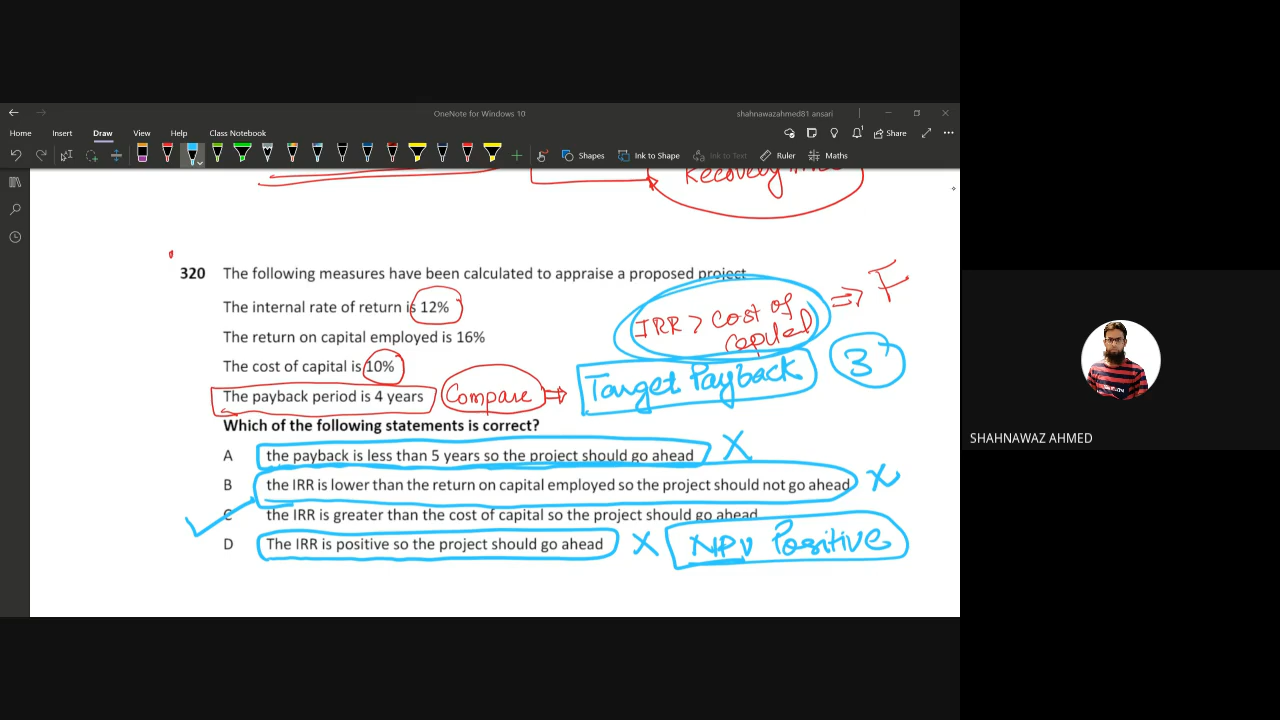 OneNote for Windows 10
shahnawazahmed81 ansari
Home Insert Draw View Help Class Notebook
Share
Shapes Ink to Shape Ink to Text Ruler Maths
Recovery
320 The following measures have been calculated to appraise a proposed project
The internal rate of return is 12%
IRR > Cost of capital ⇒ F
The return on capital employed is 16%
The cost of capital is 10%
The payback period is 4 years
Compare ⇒ Target Payback 3
Which of the following statements is correct?
A the payback is less than 5 years so the project should go ahead X
B the IRR is lower than the return on capital employed so the project should not go ahead X
C the IRR is greater than the cost of capital so the project should go ahead
D The IRR is positive so the project should go ahead X NPV Positive
SHAHNAWAZ AHMED